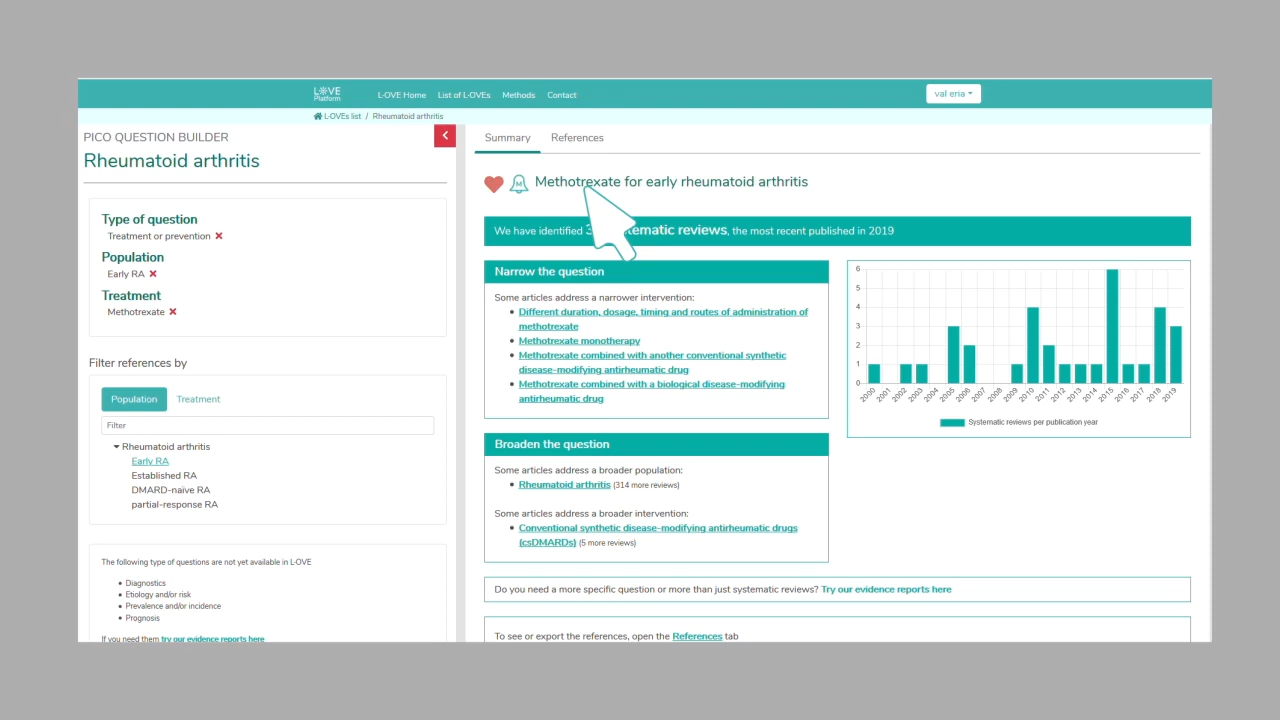 L·OVE
Platform
L·OVE Home
List of L·OVEs
Methods
Contact
val eria
L·OVEs list / Rheumatoid arthritis
PICO QUESTION BUILDER
Rheumatoid arthritis
Type of question
Treatment or prevention
Population
Early RA
Treatment
Methotrexate
Filter references by
Population
Treatment
Filter
Rheumatoid arthritis
Early RA
Established RA
DMARD-naïve RA
partial-response RA
The following type of questions are not yet available in L·OVE
• Diagnostics
• Etiology and/or risk
• Prevalence and/or incidence
• Prognosis
If you need them try our evidence reports here
Summary
References
M
Methotrexate for early rheumatoid arthritis
We have identified reviews, the most recent published in 2019
Narrow the question
Some articles address a narrower intervention:
• Different duration, dosage, timing and routes of administration of
methotrexate
• Methotrexate monotherapy
• Methotrexate combined with another conventional synthetic
disease-modifying antirheumatic drug
• Methotrexate combined with a biological disease-modifying
antirheumatic drug
Broaden the question
Some articles address a broader population:
• Rheumatoid arthritis (314 more reviews)
Some articles address a broader intervention:
• Conventional synthetic disease-modifying antirheumatic drugs
(csDMARDs) (5 more reviews)
6
5
4
3
2
1
0
2000 2001 2002 2003 2004 2005 2006 2007 2008 2009 2010 2011 2012 2013 2014 2015 2016 2017 2018 2019
Systematic reviews per publication year
Do you need a more specific question or more than just systematic reviews? Try our evidence reports here
To see or export the references, open the References tab